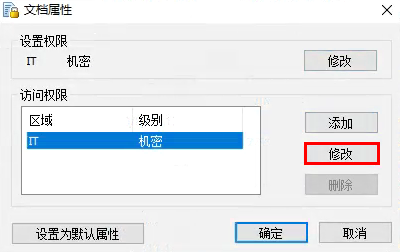 文档属性
设置权限
IT 机密 修改
访问权限
区域 级别
IT 机密
添加
修改
删除
设置为默认属性 确定 取消